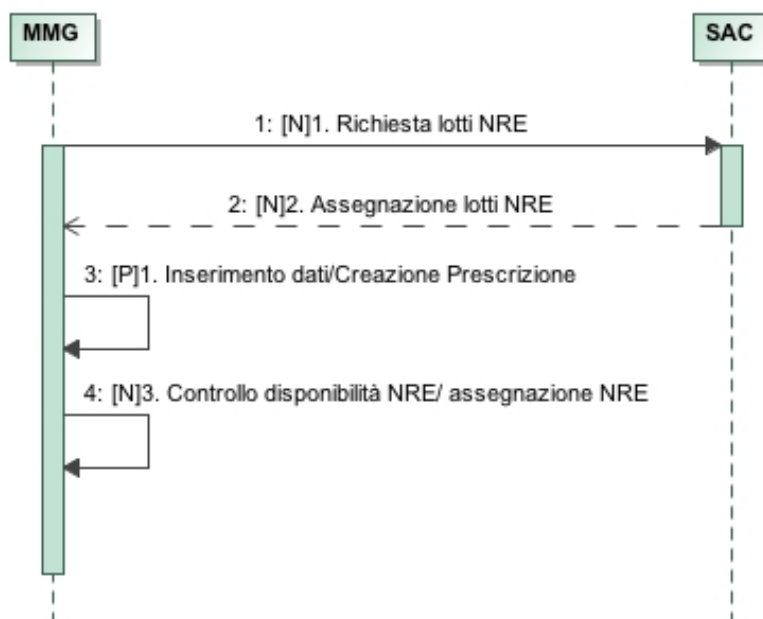 MMG
SAC
1: [N]1. Richiesta lotti NRE
2: [N]2. Assegnazione lotti NRE
3: [P]1. Inserimento dati/Creazione Prescrizione
4: [N]3. Controllo disponibilità NRE/ assegnazione NRE